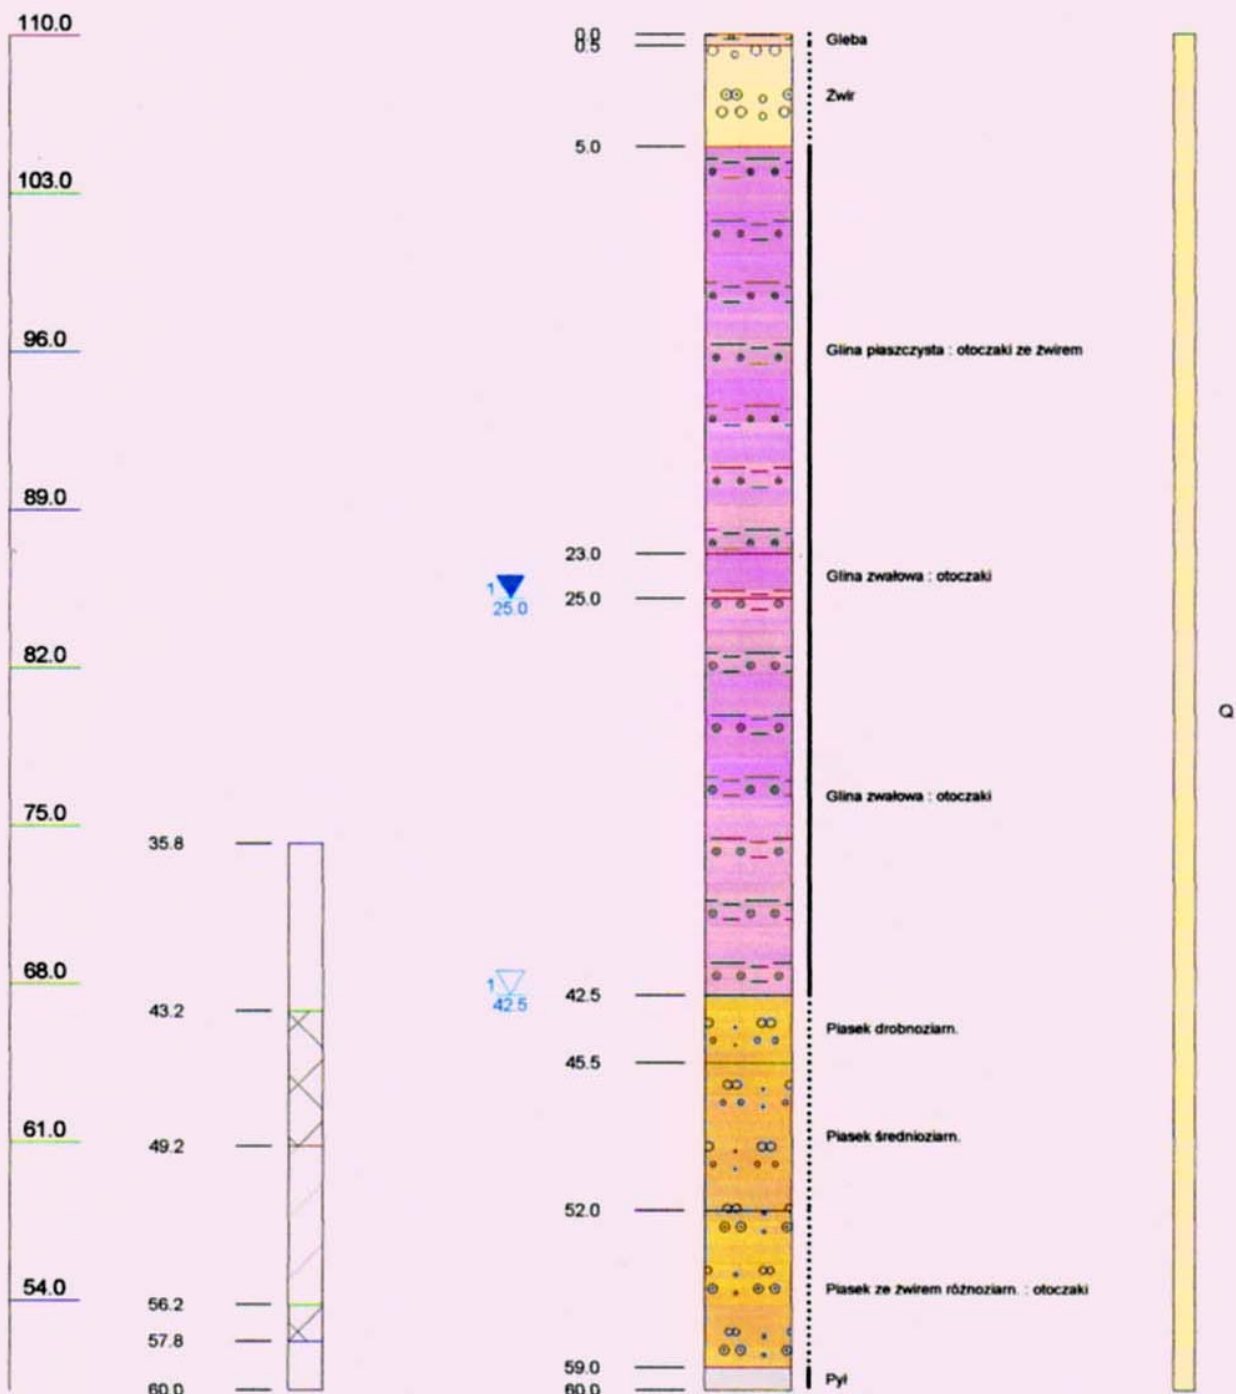 110.0
0.0
0.5
Gleba
Żwir
5.0
103.0
96.0
Glina piaszczysta : otoczaki ze żwirem
89.0
23.0
Glina zwałowa : otoczaki
1
25.0
25.0
82.0
Q
Glina zwałowa : otoczaki
75.0
35.8
68.0
1
42.5
42.5
43.2
Piasek drobnoziarn.
45.5
61.0
Piasek średnioziarn.
49.2
52.0
54.0
Piasek ze żwirem różnoziarn. : otoczaki
56.2
57.8
59.0
Pył
60.0
60.0